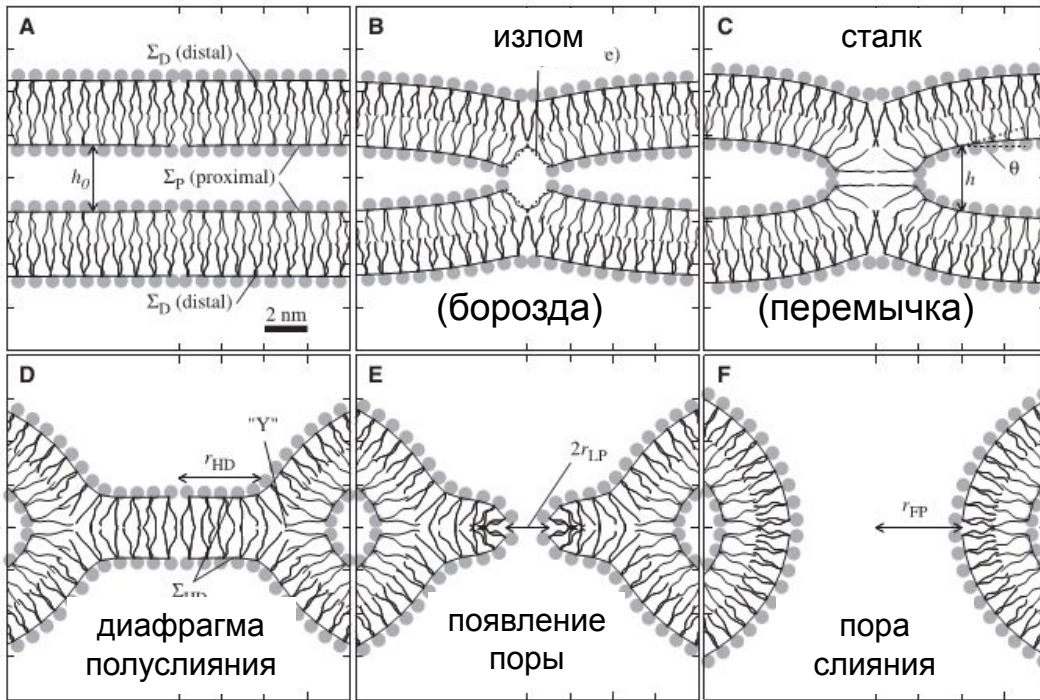 A
Σ_D (distal)
h_0
Σ_P (proximal)
Σ_D (distal)
2 nm
B
излом
(борозда)
C
сталк
h
θ
(перемычка)
D
"Y"
r_HD
диафрагма
полуслияния
E
2r_LP
появление
поры
F
r_FP
пора
слияния